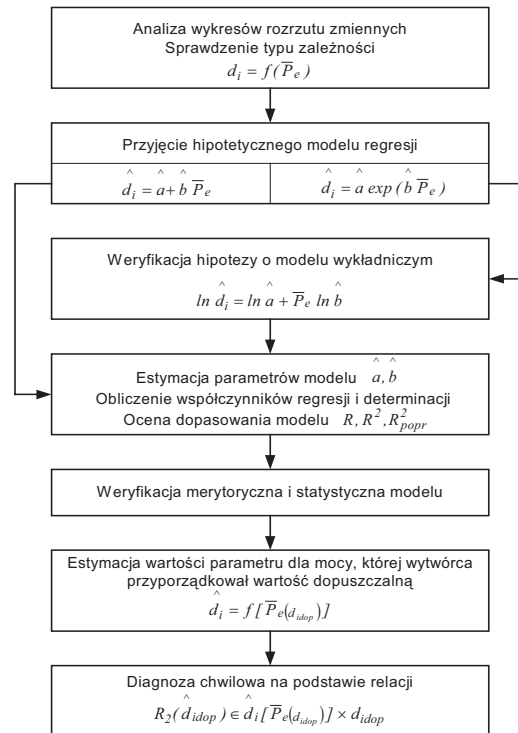 Analiza wykresów rozrzutu zmiennych
Sprawdzenie typu zależności
d_i = f(P̅_e)
Przyjęcie hipotetycznego modelu regresji
d̂_i = â + b̂ P̅_e
d̂_i = â exp(b̂ P̅_e)
Weryfikacja hipotezy o modelu wykładniczym
ln d̂_i = ln â + P̅_e ln b̂
Estymacja parametrów modelu â, b̂
Obliczenie współczynników regresji i determinacji
Ocena dopasowania modelu R, R², R²_popr
Weryfikacja merytoryczna i statystyczna modelu
Estymacja wartości parametru dla mocy, której wytwórca
przyporządkował wartość dopuszczalną
d̂_i = f[P̅_e(d_idop)]
Diagnoza chwilowa na podstawie relacji
R_2(d̂_idop) ∈ d̂_i[P̅_e(d_idop)] × d_idop